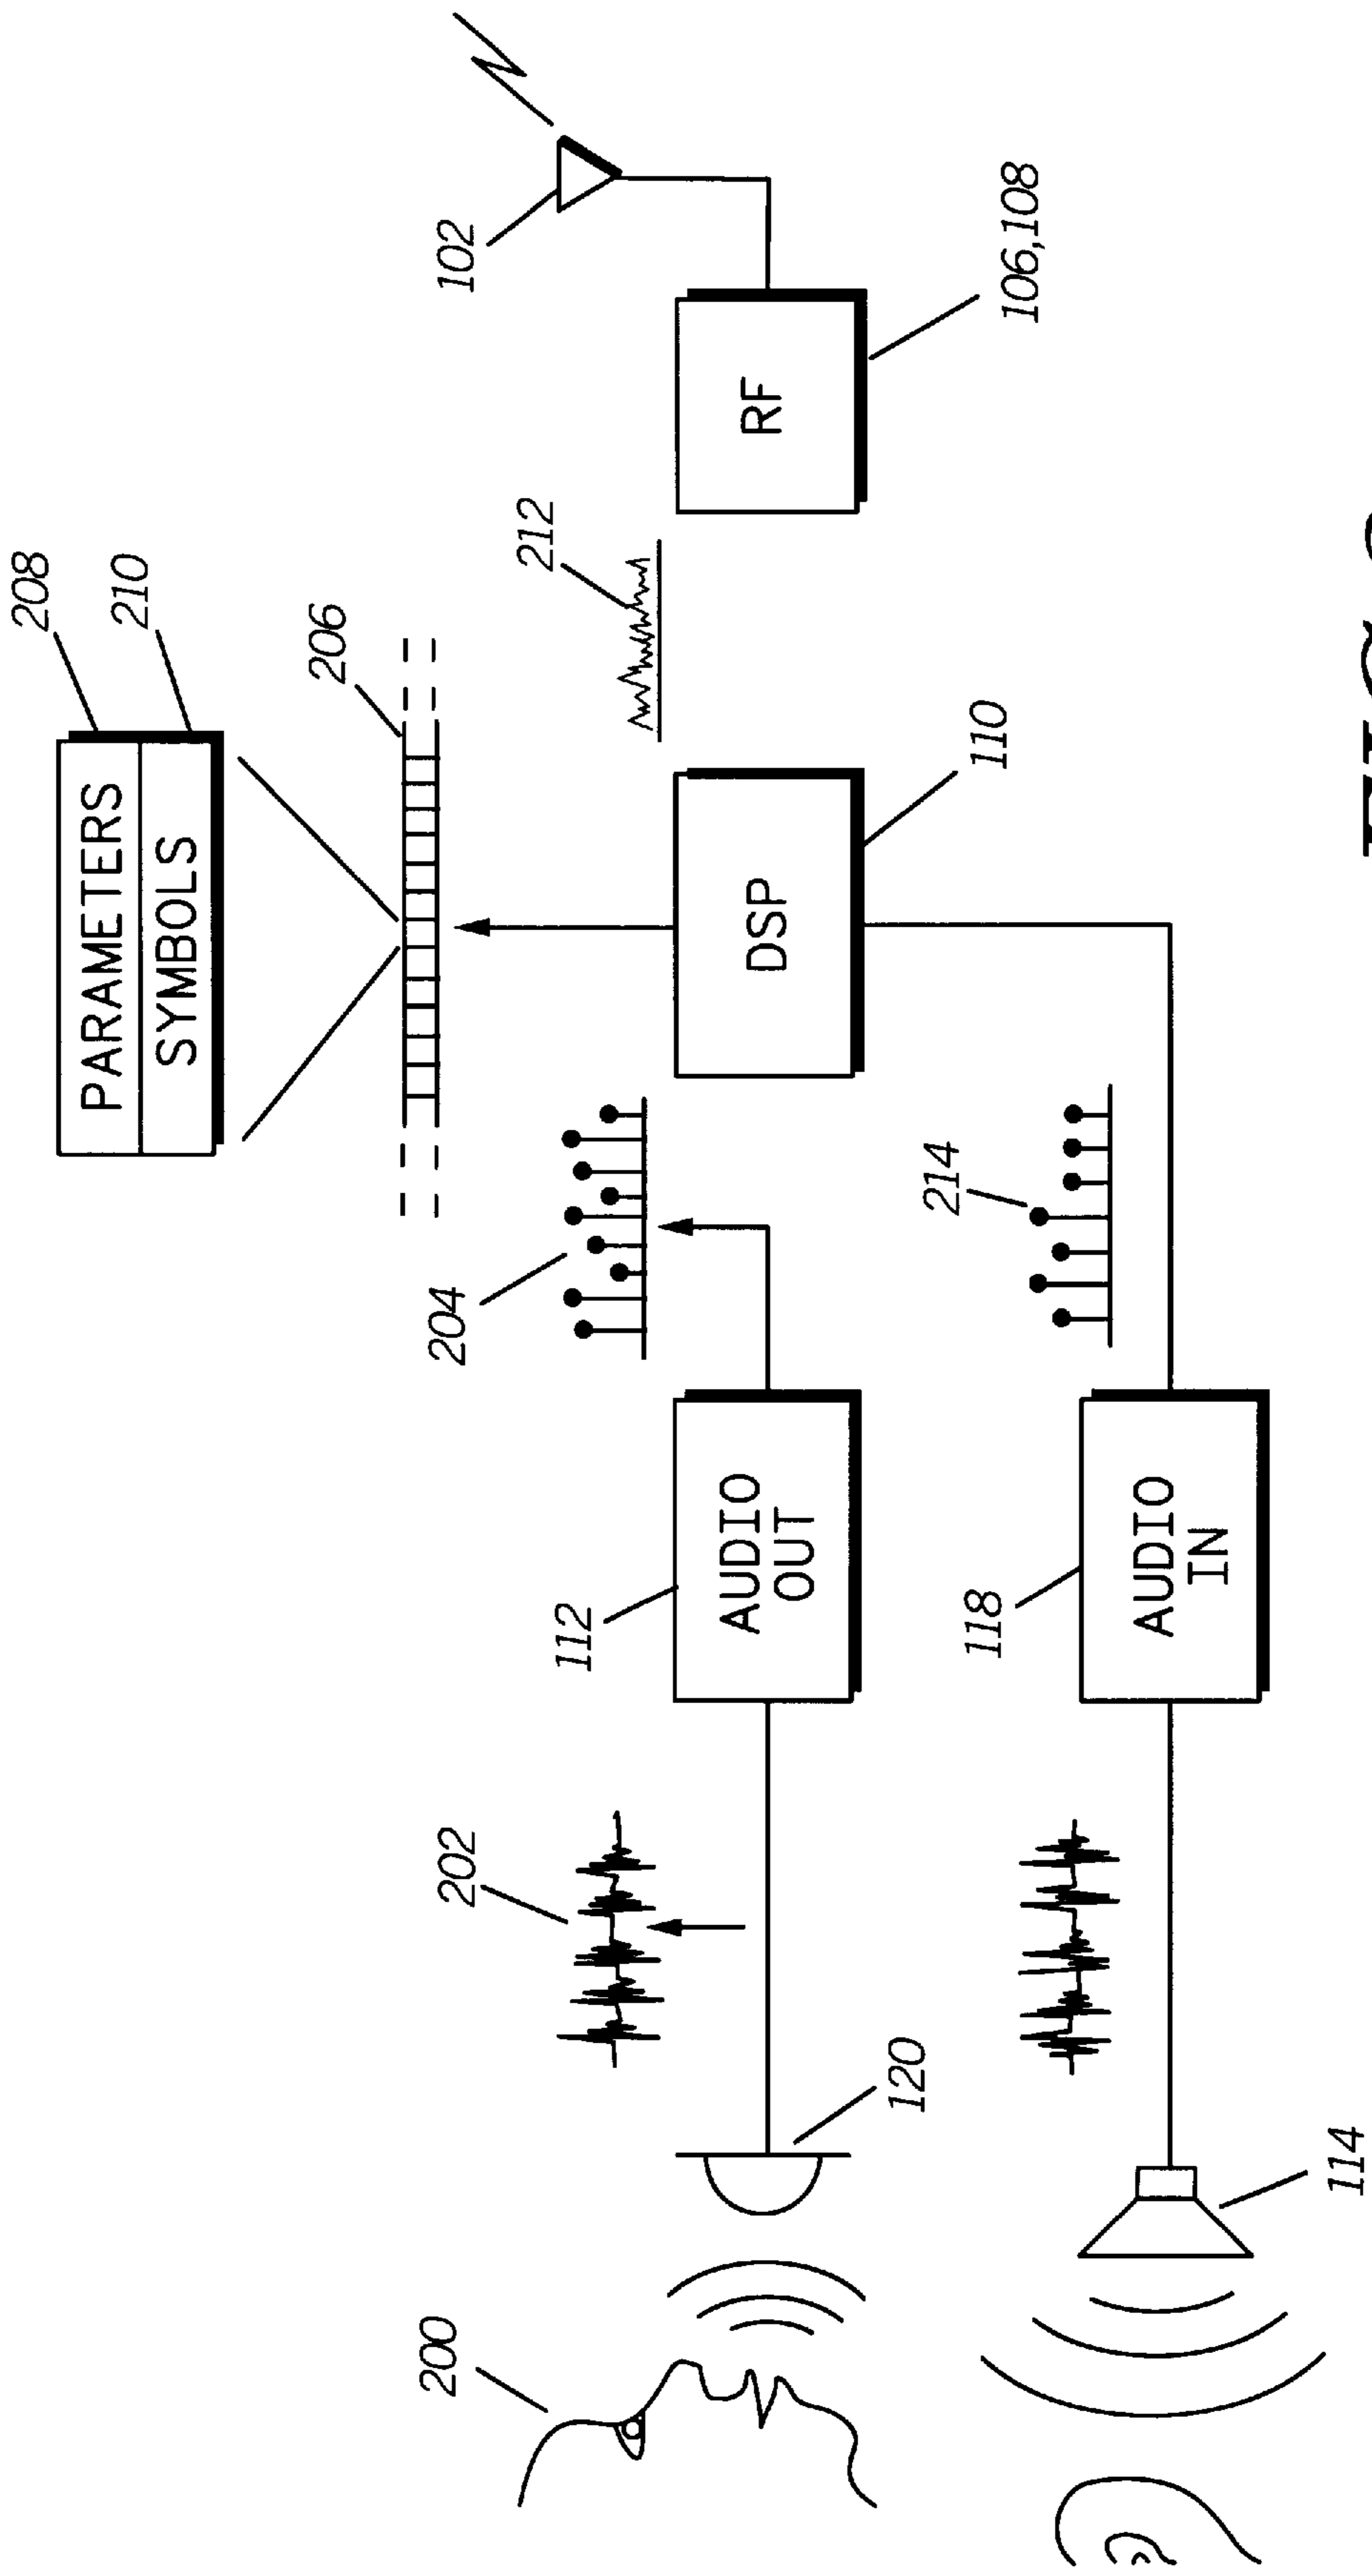 208
PARAMETERS
210
SYMBOLS
206
204
212
102
202
200
112
AUDIO
OUT
DSP
RF
110
106,108
120
214
118
AUDIO
IN
114